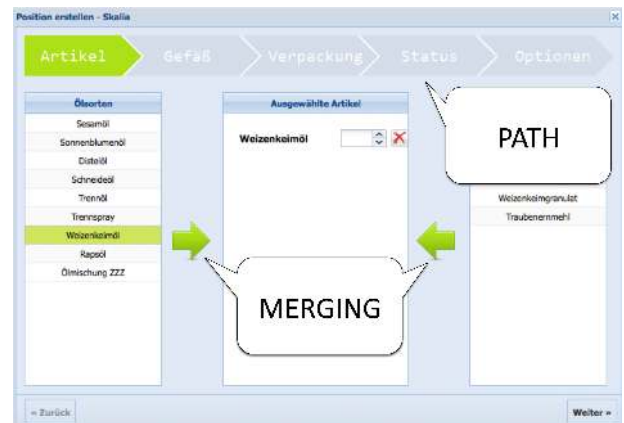 Position erstellen - Skalia
Artikel Gefäß Verpackung Status Optionen
Ölsorten
Sesamöl
Sonnenblumenöl
Distelöl
Schneideöl
Trennöl
Trennspray
Weizenkeimöl
Rapsöl
Ölmischung ZZZ
Ausgewählte Artikel
Weizenkeimöl
PATH
Weizenkeimgranulat
Traubenernmehl
MERGING
« Zurück
Weiter »